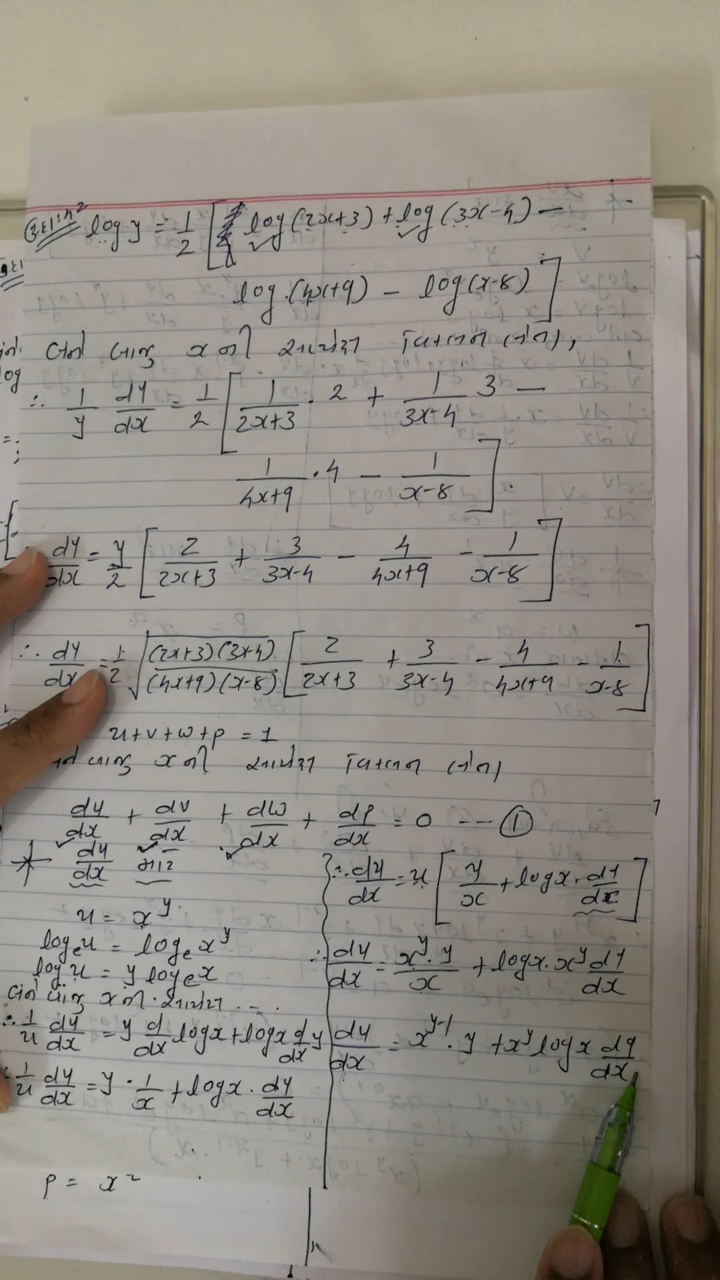 log y = 1/2 [ log(2x+3) + log(3x-4) -
log (4x+9) - log(x-8) ]
∴ 1/y dy/dx = 1/2 [ 1/(2x+3) · 2 + 1/(3x-4) 3 -
1/(4x+9) · 4 - 1/(x-8) ]
dy/dx = y/2 [ 2/(2x+3) + 3/(3x-4) - 4/(4x+9) - 1/(x-8) ]
∴ dy/dx = 1/2 √((2x+3)(3x+4)/(4x+9)(x-8)) [ 2/(2x+3) + 3/(3x-4) - 4/(4x+9) - 1/(x-8) ]
u+v+w+p = 1
du/dx + dv/dx + dw/dx + dp/dx = 0 --- ①
du/dx
u = x^y
log_e u = log_e x^y
log u = y log_e x
∴ 1/u du/dx = y d/dx log x + log x d/dx y
1/u du/dx = y · 1/x + log x · dy/dx
∴ du/dx = u [ y/x + log x · dy/dx ]
∴ du/dx = x^y · y/x + log x · x^y dy/dx
du/dx = x^(y-1) · y + x^y log x dy/dx
p = x²